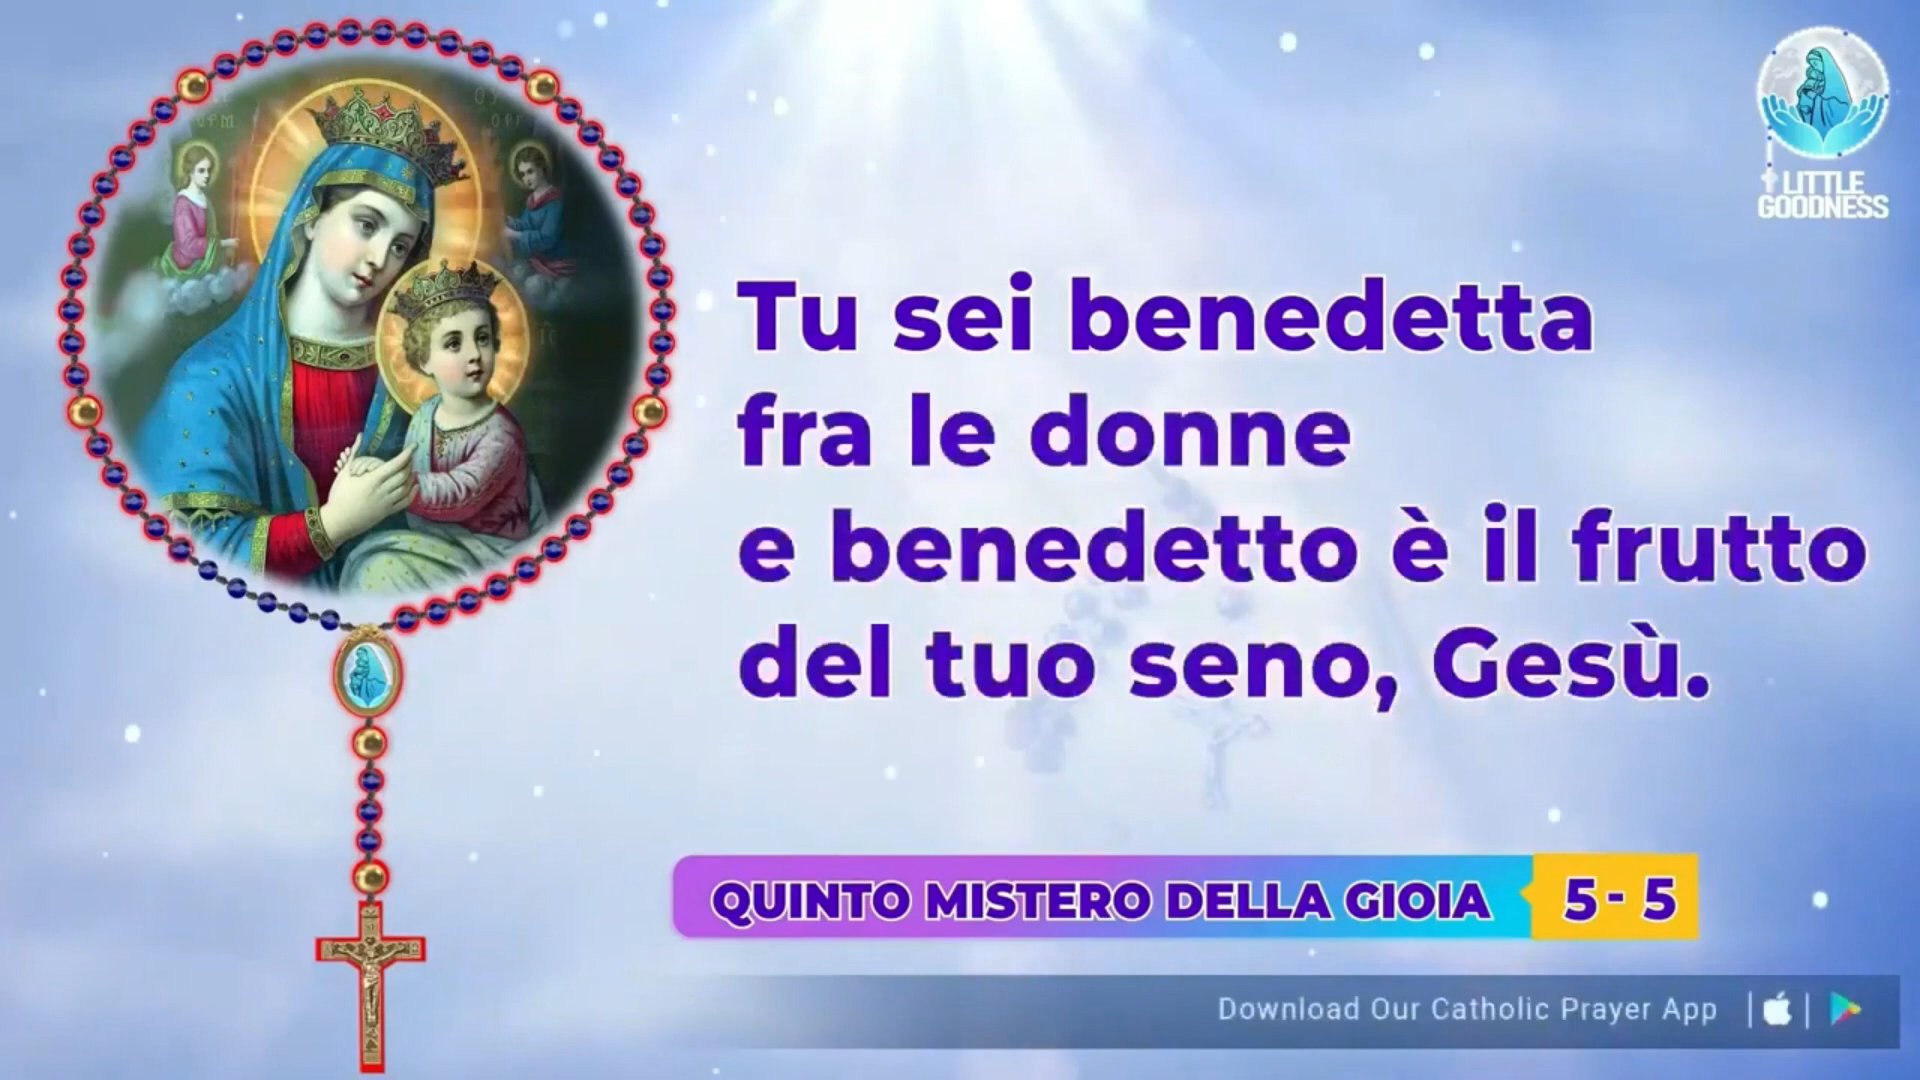 LITTLE
GOODNESS
Tu sei benedetta
fra le donne
e benedetto è il frutto
del tuo seno, Gesù.
QUINTO MISTERO DELLA GIOIA 5 - 5
Download Our Catholic Prayer App